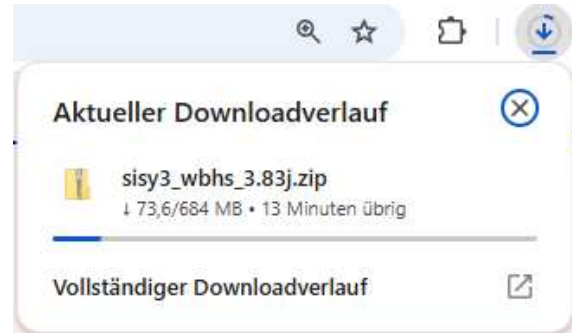 Aktueller Downloadverlauf
sisy3_wbhs_3.83j.zip
↓ 73,6/684 MB • 13 Minuten übrig
Vollständiger Downloadverlauf